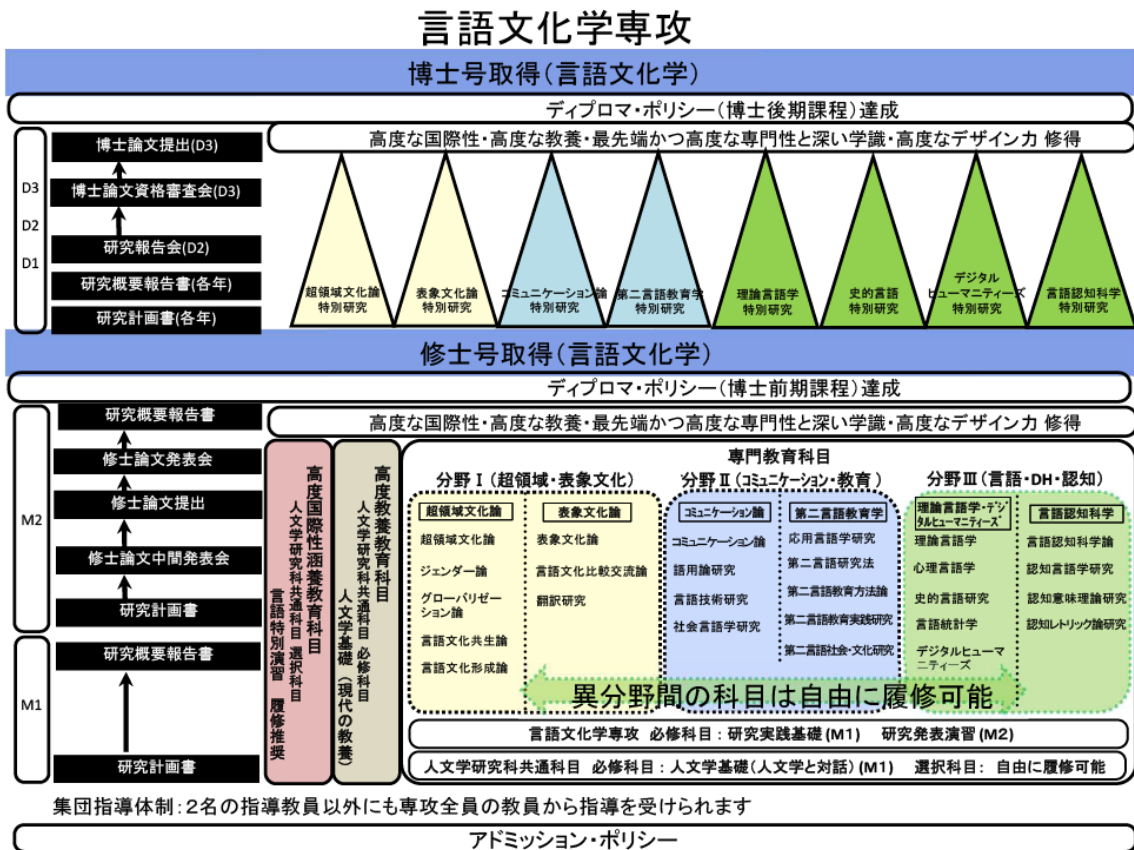 言語文化学専攻
博士号取得(言語文化学)
ディプロマ・ポリシー(博士後期課程)達成
高度な国際性・高度な教養・最先端かつ高度な専門性と深い学識・高度なデザイン力 修得
D3
D2
D1
博士論文提出(D3)
博士論文資格審査会(D3)
研究報告会(D2)
研究概要報告書(各年)
研究計画書(各年)
超領域文化論
特別研究
表象文化論
特別研究
コミュニケーション論
特別研究
第二言語教育学
特別研究
理論言語学
特別研究
史的言語
特別研究
デジタル
ヒューマニティーズ
特別研究
言語認知科学
特別研究
修士号取得(言語文化学)
ディプロマ・ポリシー(博士前期課程)達成
高度な国際性・高度な教養・最先端かつ高度な専門性と深い学識・高度なデザイン力 修得
M2
M1
研究概要報告書
修士論文発表会
修士論文提出
修士論文中間発表会
研究計画書
研究概要報告書
研究計画書
高度国際性涵養教育科目
人文学研究科共通科目 選択科目
言語特別演習 履修推奨
高度教養教育科目
人文学研究科共通科目 必修科目
人文学基礎(現代の教養)
専門教育科目
分野Ⅰ(超領域・表象文化)
超領域文化論
超領域文化論
ジェンダー論
グローバリゼー
ション論
言語文化共生論
言語文化形成論
表象文化論
表象文化論
言語文化比較交流論
翻訳研究
分野Ⅱ(コミュニケーション・教育)
コミュニケーション論
コミュニケーション論
語用論研究
言語技術研究
社会言語学研究
第二言語教育学
応用言語学研究
第二言語研究法
第二言語教育方法論
第二言語教育実践研究
第二言語社会・文化研究
分野Ⅲ(言語・DH・認知)
理論言語学・デジ
タルヒューマニティーズ
理論言語学
心理言語学
史的言語研究
言語統計学
デジタルヒューマ
ニティーズ
言語認知科学
言語認知科学論
認知言語学研究
認知意味理論研究
認知レトリック論研究
異分野間の科目は自由に履修可能
言語文化学専攻 必修科目:研究実践基礎(M1) 研究発表演習(M2)
人文学研究科共通科目 必修科目:人文学基礎(人文学と対話)(M1) 選択科目: 自由に履修可能
集団指導体制:2名の指導教員以外にも専攻全員の教員から指導を受けられます
アドミッション・ポリシー